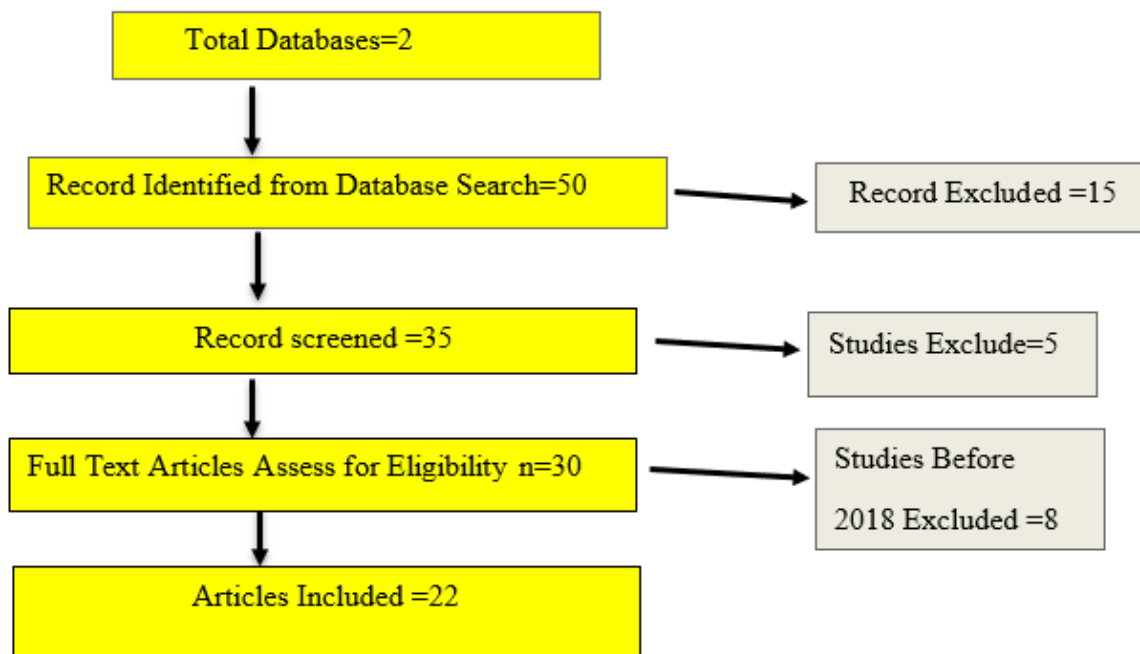 Total Databases=2
Record Identified from Database Search=50
Record Excluded =15
Record screened =35
Studies Exclude=5
Full Text Articles Assess for Eligibility n=30
Studies Before
2018 Excluded =8
Articles Included =22